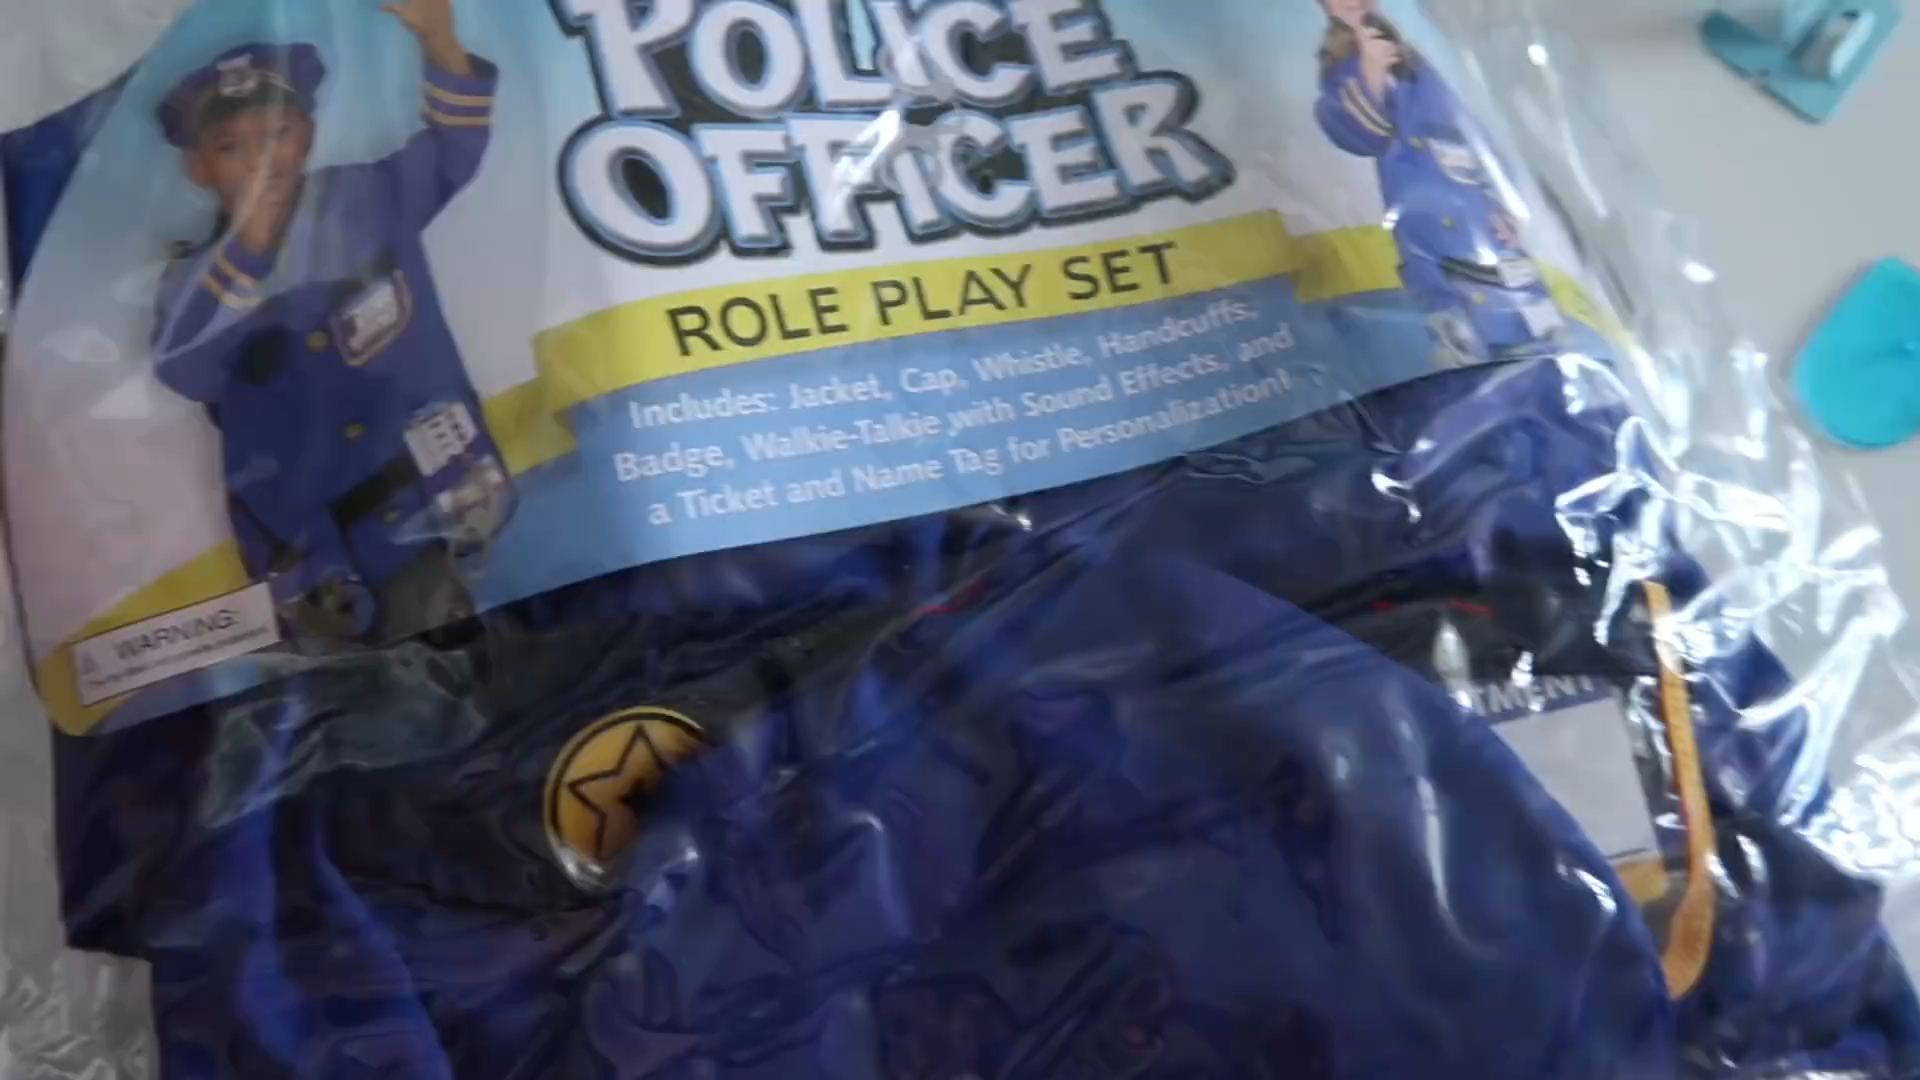 POLICE
OFFICER
ROLE PLAY SET
Includes: Jacket, Cap, Whistle, Handcuffs,
Badge, Walkie-Talkie with Sound Effects, and
a Ticket and Name Tag for Personalization!
WARNING:
TMENT